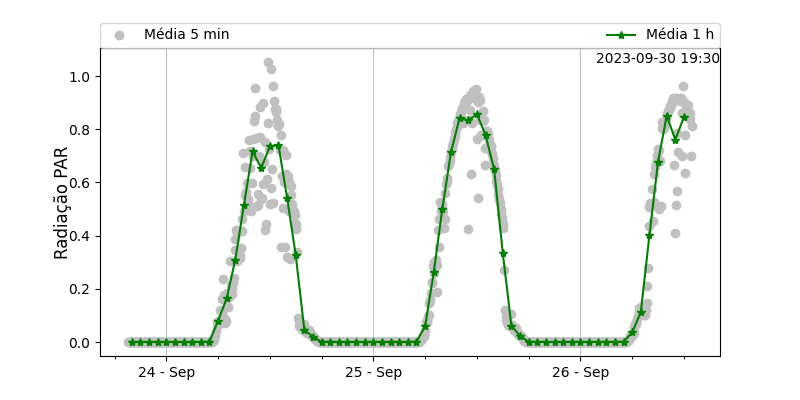 Média 5 min
Média 1 h
2023-09-30 19:30
Radiação PAR
1.0
0.8
0.6
0.4
0.2
0.0
24 - Sep
25 - Sep
26 - Sep